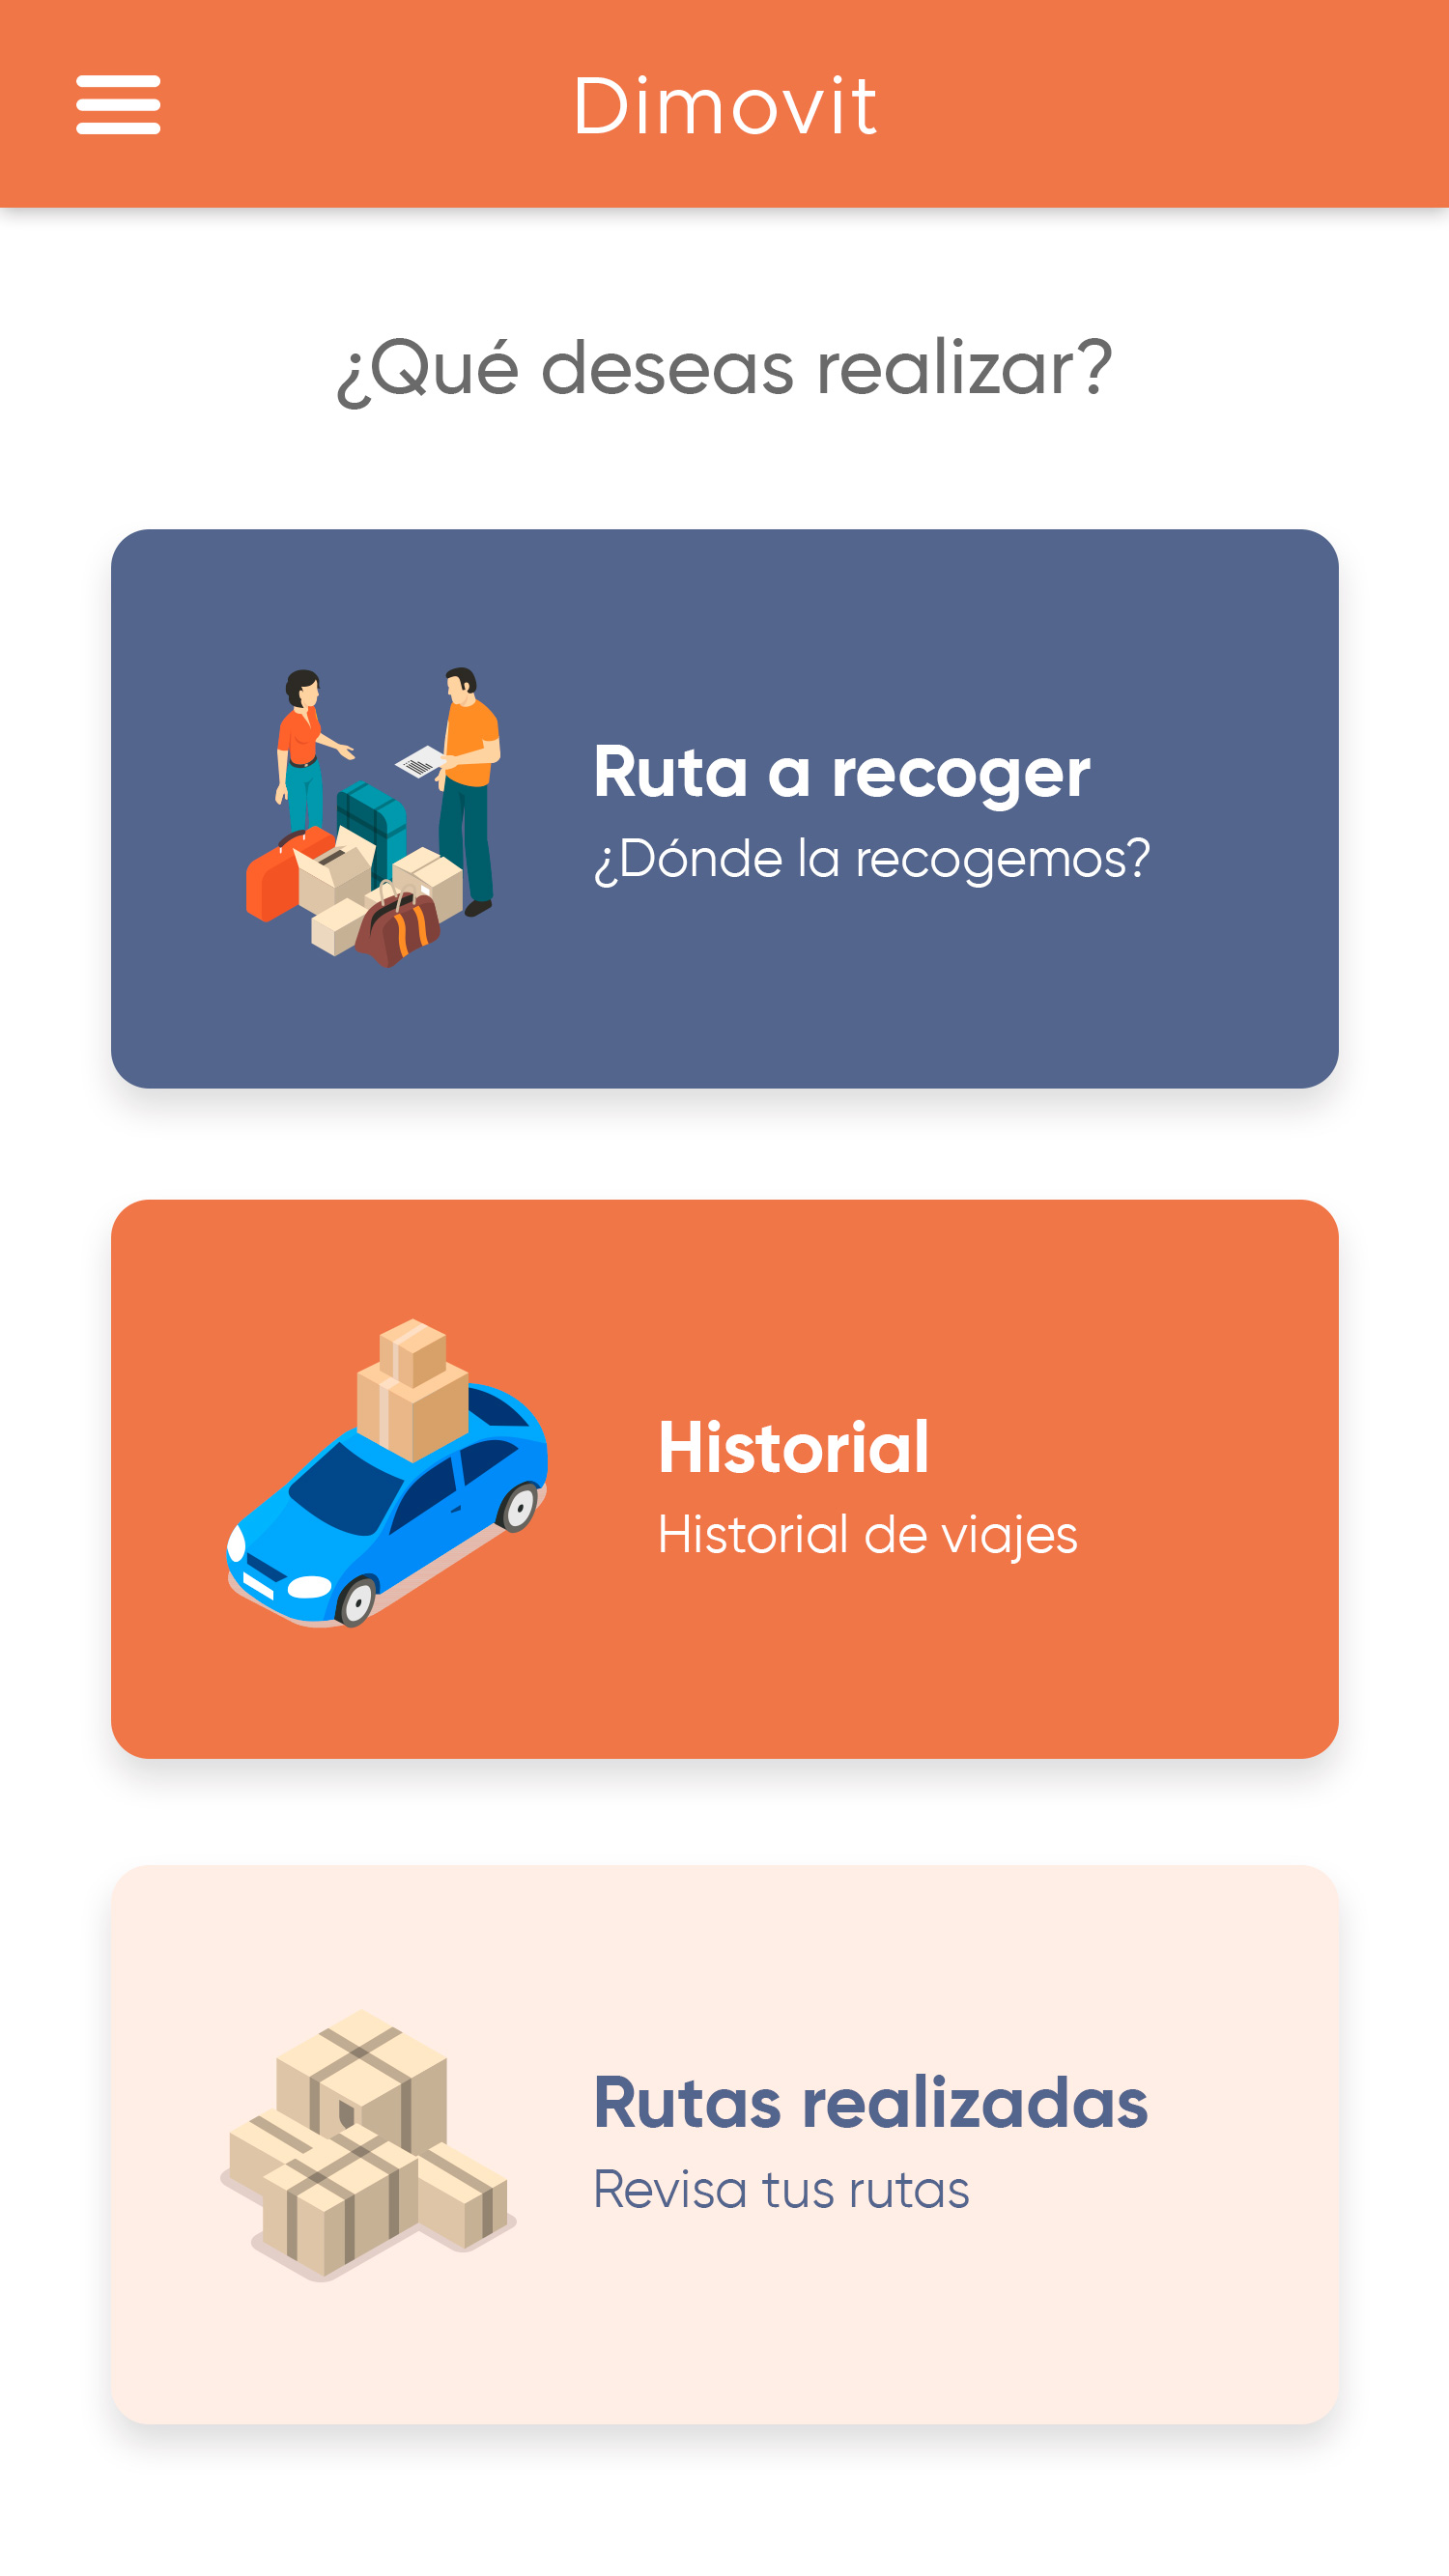 Dimovit
¿Qué deseas realizar?
Ruta a recoger
¿Dónde la recogemos?
Historial
Historial de viajes
Rutas realizadas
Revisa tus rutas